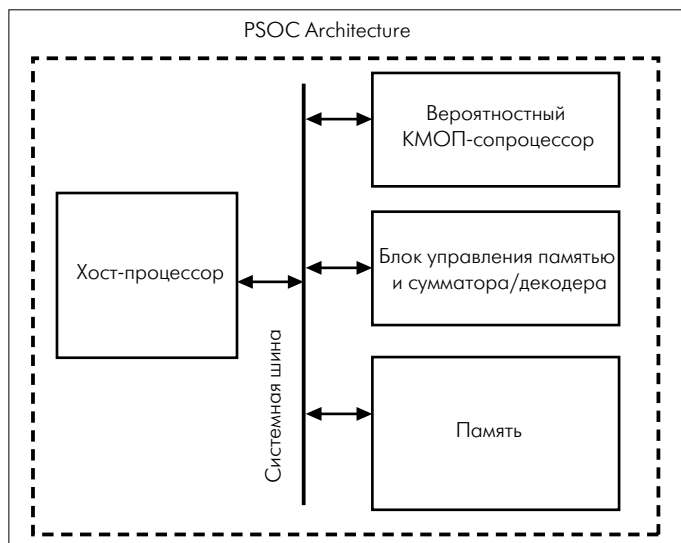 PSOC Architecture
Вероятностный
КМОП-сопроцессор
Хост-процессор
Блок управления памятью
и сумматора/декодера
Системная шина
Память